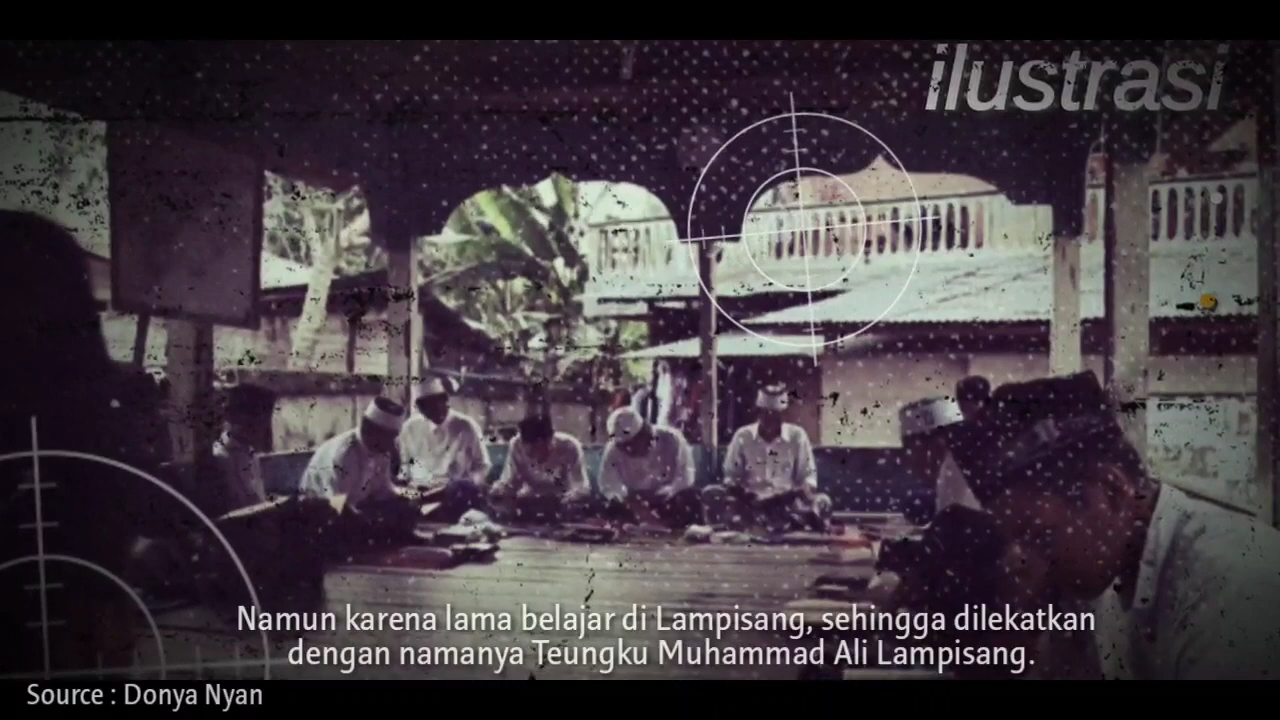 ilustrasi
Namun karena lama belajar di Lampisang, sehingga dilekatkan
dengan namanya Teungku Muhammad Ali Lampisang.
Source : Donya Nyan